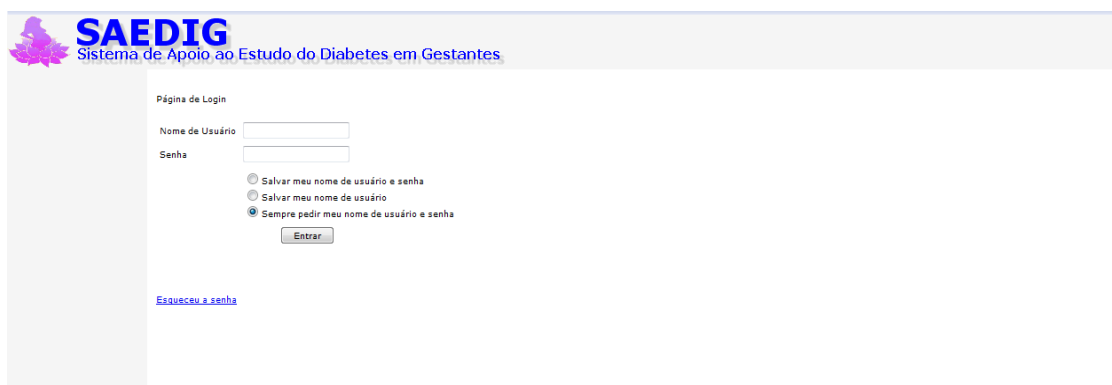 SAEDIG
Sistema de Apoio ao Estudo do Diabetes em Gestantes
Página de Login
Nome de Usuário
Senha
Salvar meu nome de usuário e senha
Salvar meu nome de usuário
Sempre pedir meu nome de usuário e senha
Entrar
Esqueceu a senha